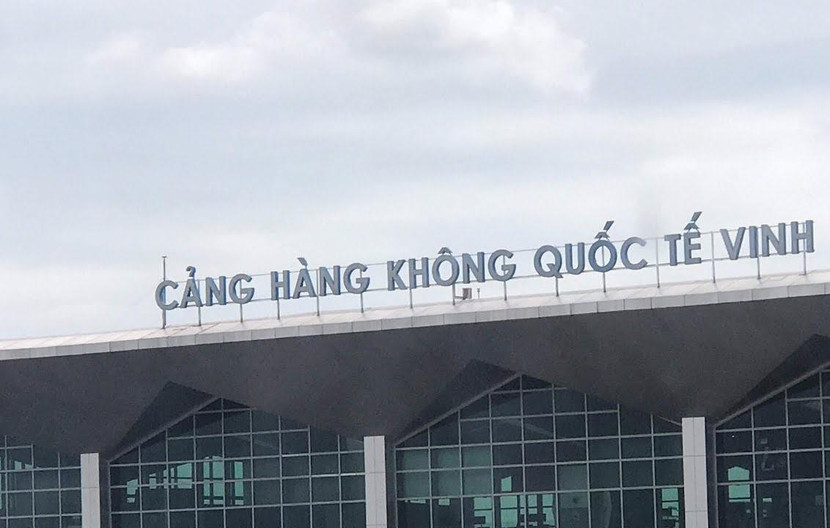 CẢNG HÀNG KHÔNG QUỐC TẾ VINH